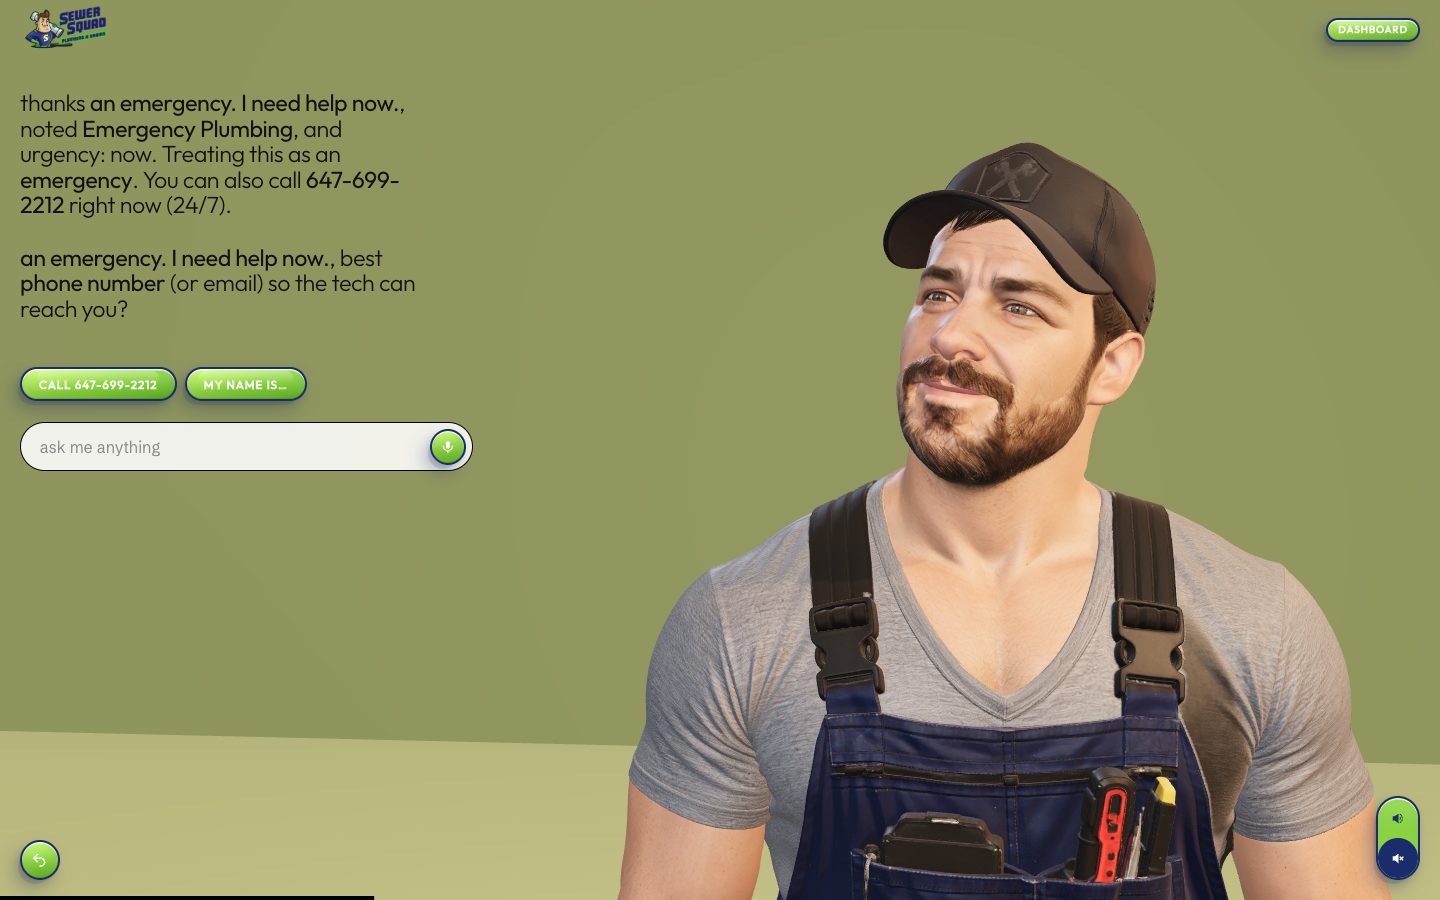 SEWER
SQUAD
PLUMBING & DRAINS
DASHBOARD
thanks an emergency. I need help now.,
noted Emergency Plumbing, and
urgency: now. Treating this as an
emergency. You can also call 647-699-
2212 right now (24/7).
an emergency. I need help now., best
phone number (or email) so the tech can
reach you?
CALL 647-699-2212
MY NAME IS...
ask me anything